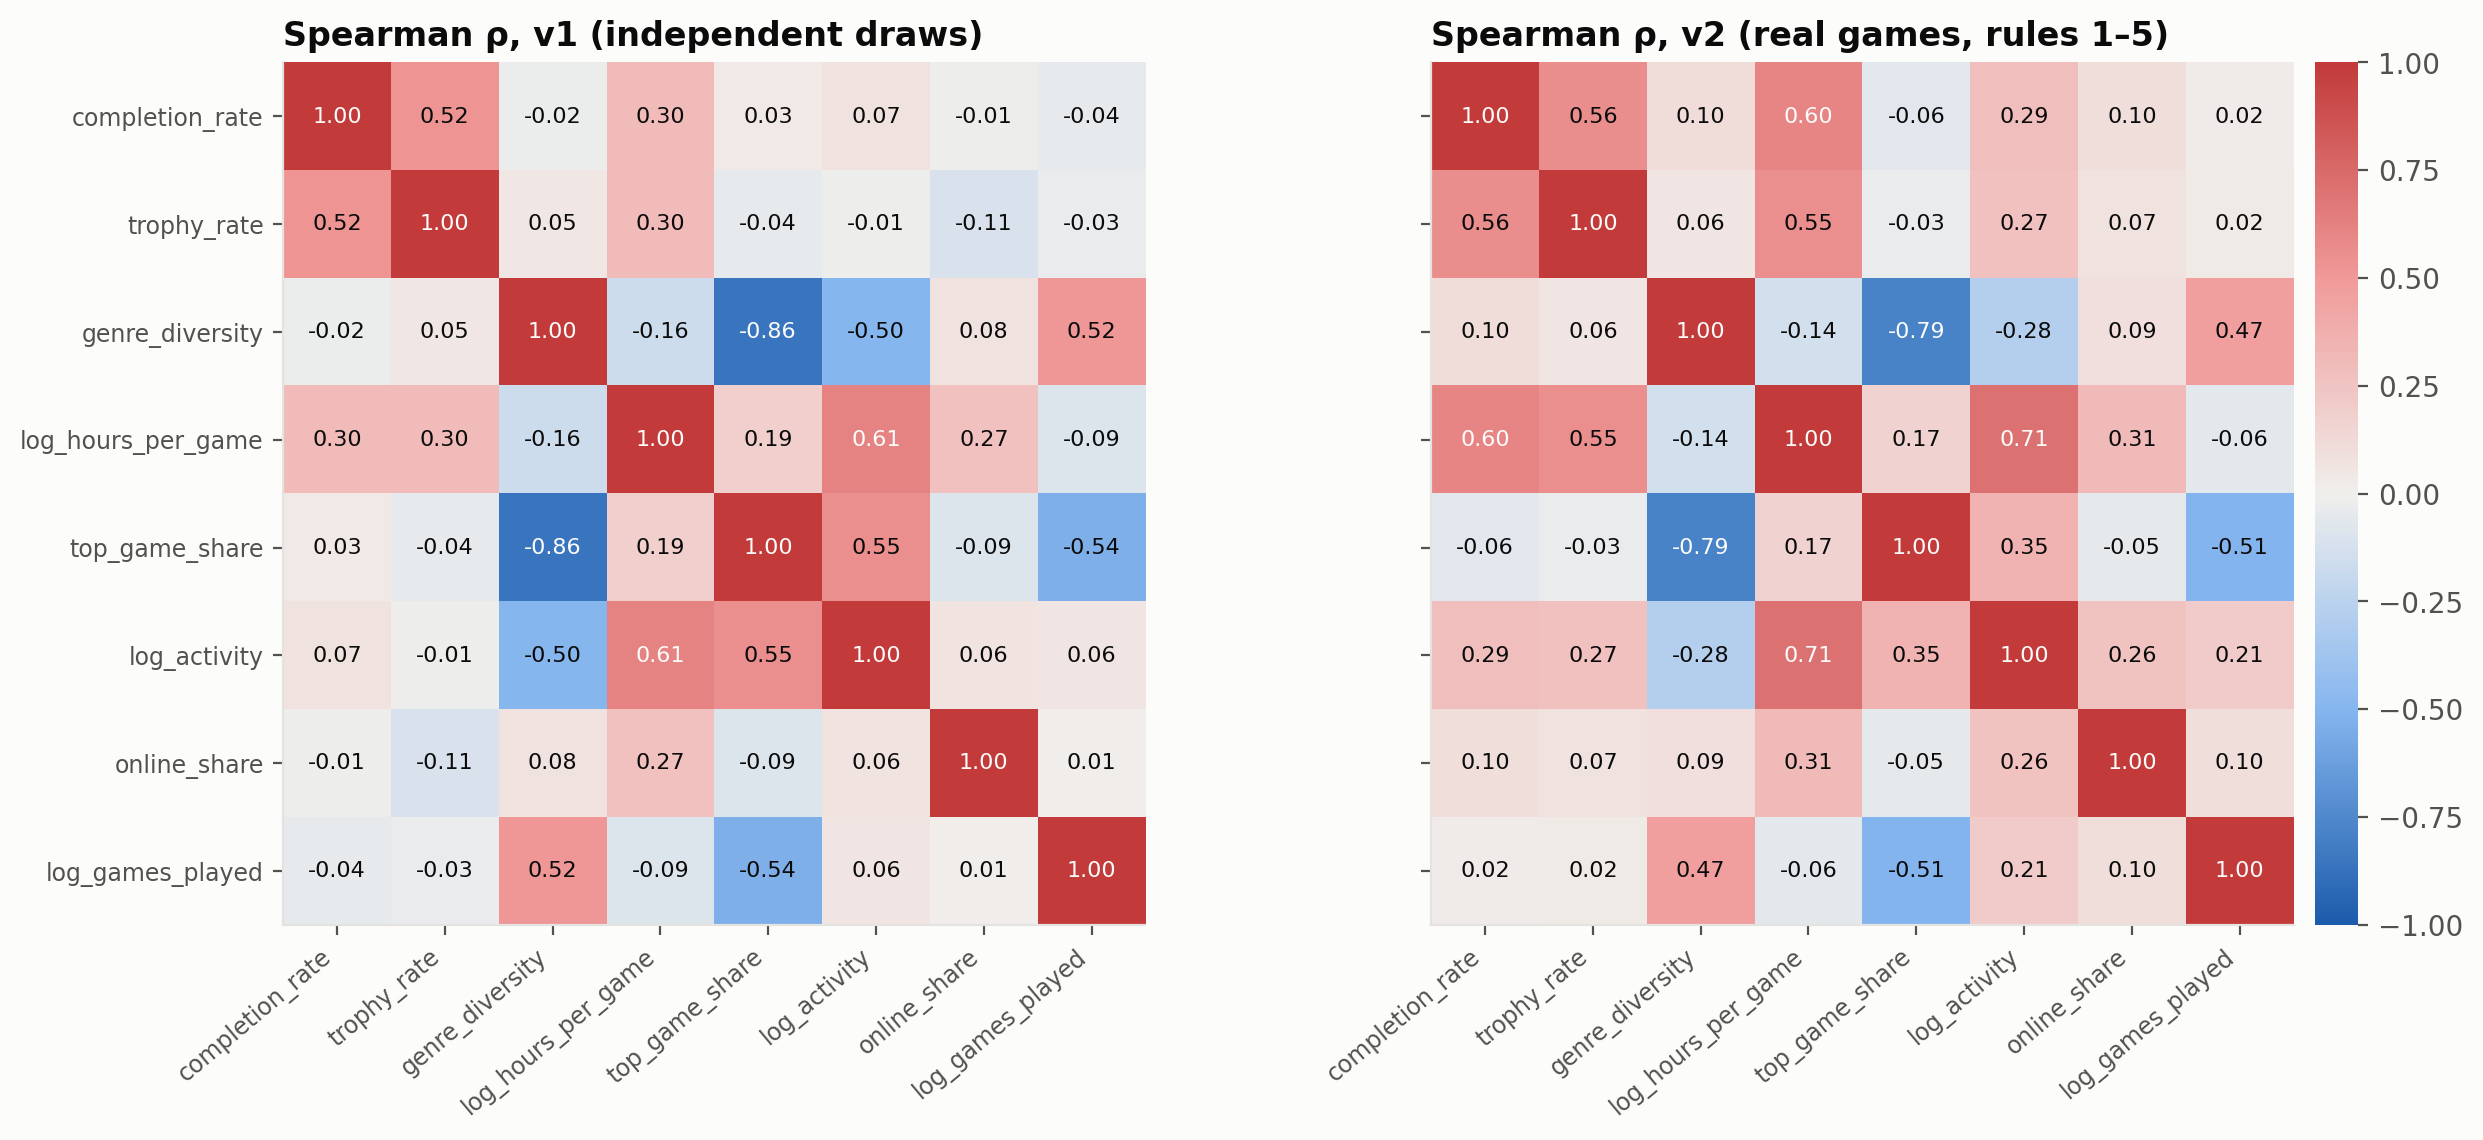 Spearman ρ, v1 (independent draws)
completion_rate 1.00 0.52 -0.02 0.30 0.03 0.07 -0.01 -0.04
trophy_rate 0.52 1.00 0.05 0.30 -0.04 -0.01 -0.11 -0.03
genre_diversity -0.02 0.05 1.00 -0.16 -0.86 -0.50 0.08 0.52
log_hours_per_game 0.30 0.30 -0.16 1.00 0.19 0.61 0.27 -0.09
top_game_share 0.03 -0.04 -0.86 0.19 1.00 0.55 -0.09 -0.54
log_activity 0.07 -0.01 -0.50 0.61 0.55 1.00 0.06 0.06
online_share -0.01 -0.11 0.08 0.27 -0.09 0.06 1.00 0.01
log_games_played -0.04 -0.03 0.52 -0.09 -0.54 0.06 0.01 1.00
completion_rate
trophy_rate
genre_diversity
log_hours_per_game
top_game_share
log_activity
online_share
log_games_played
Spearman ρ, v2 (real games, rules 1–5)
1.00 0.56 0.10 0.60 -0.06 0.29 0.10 0.02
0.56 1.00 0.06 0.55 -0.03 0.27 0.07 0.02
0.10 0.06 1.00 -0.14 -0.79 -0.28 0.09 0.47
0.60 0.55 -0.14 1.00 0.17 0.71 0.31 -0.06
-0.06 -0.03 -0.79 0.17 1.00 0.35 -0.05 -0.51
0.29 0.27 -0.28 0.71 0.35 1.00 0.26 0.21
0.10 0.07 0.09 0.31 -0.05 0.26 1.00 0.10
0.02 0.02 0.47 -0.06 -0.51 0.21 0.10 1.00
completion_rate
trophy_rate
genre_diversity
log_hours_per_game
top_game_share
log_activity
online_share
log_games_played
1.00
0.75
0.50
0.25
0.00
−0.25
−0.50
−0.75
−1.00